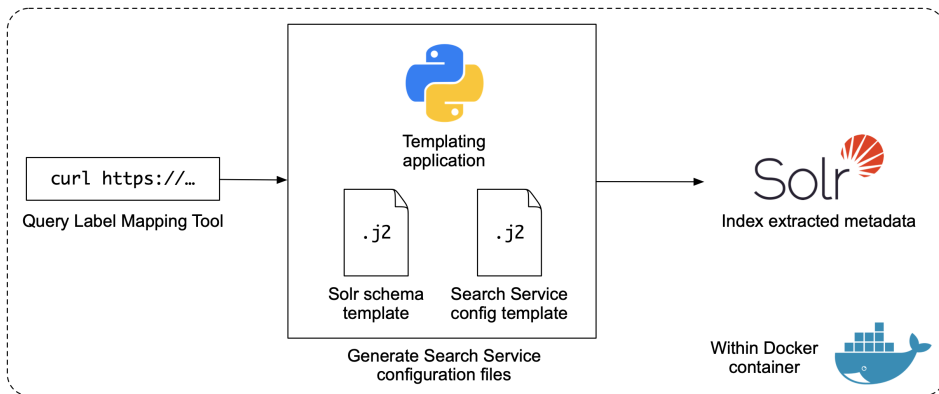 curl https://…
Query Label Mapping Tool
Templating
application
.j2
.j2
Solr schema
template
Search Service
config template
Generate Search Service
configuration files
Solr
Index extracted metadata
Within Docker
container